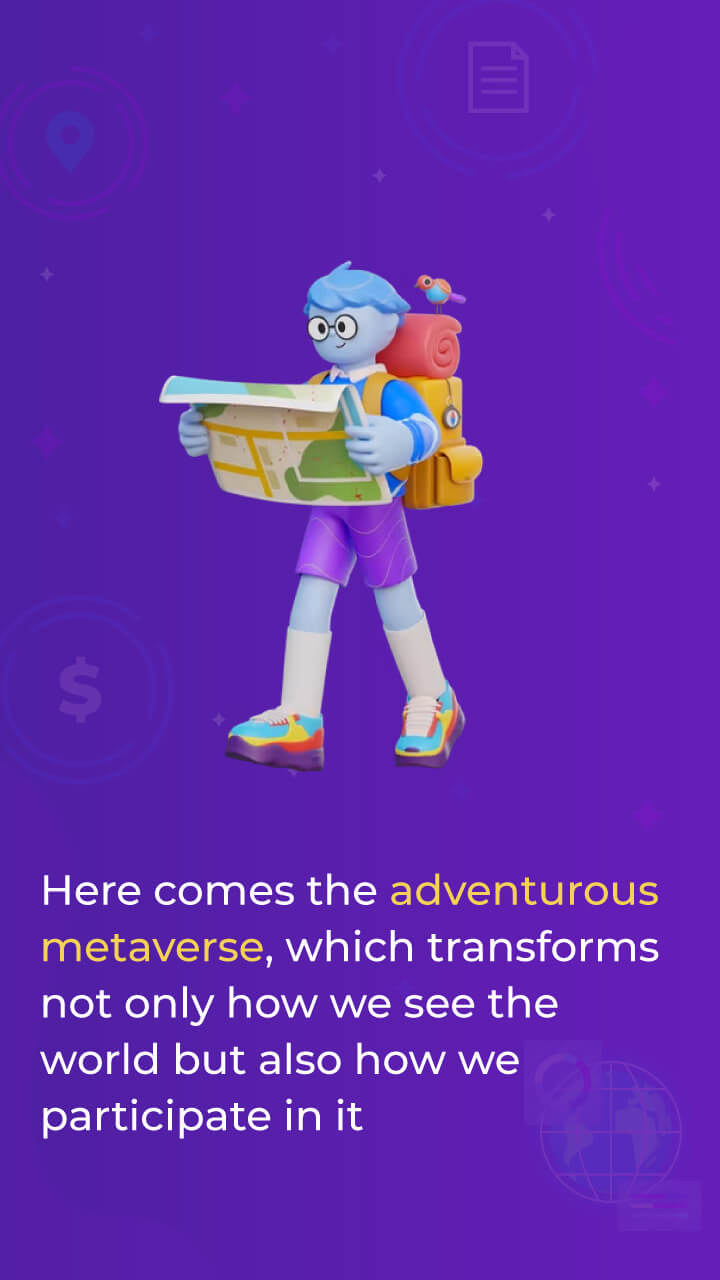 Here comes the adventurous
metaverse, which transforms
not only how we see the
world but also how we
participate in it